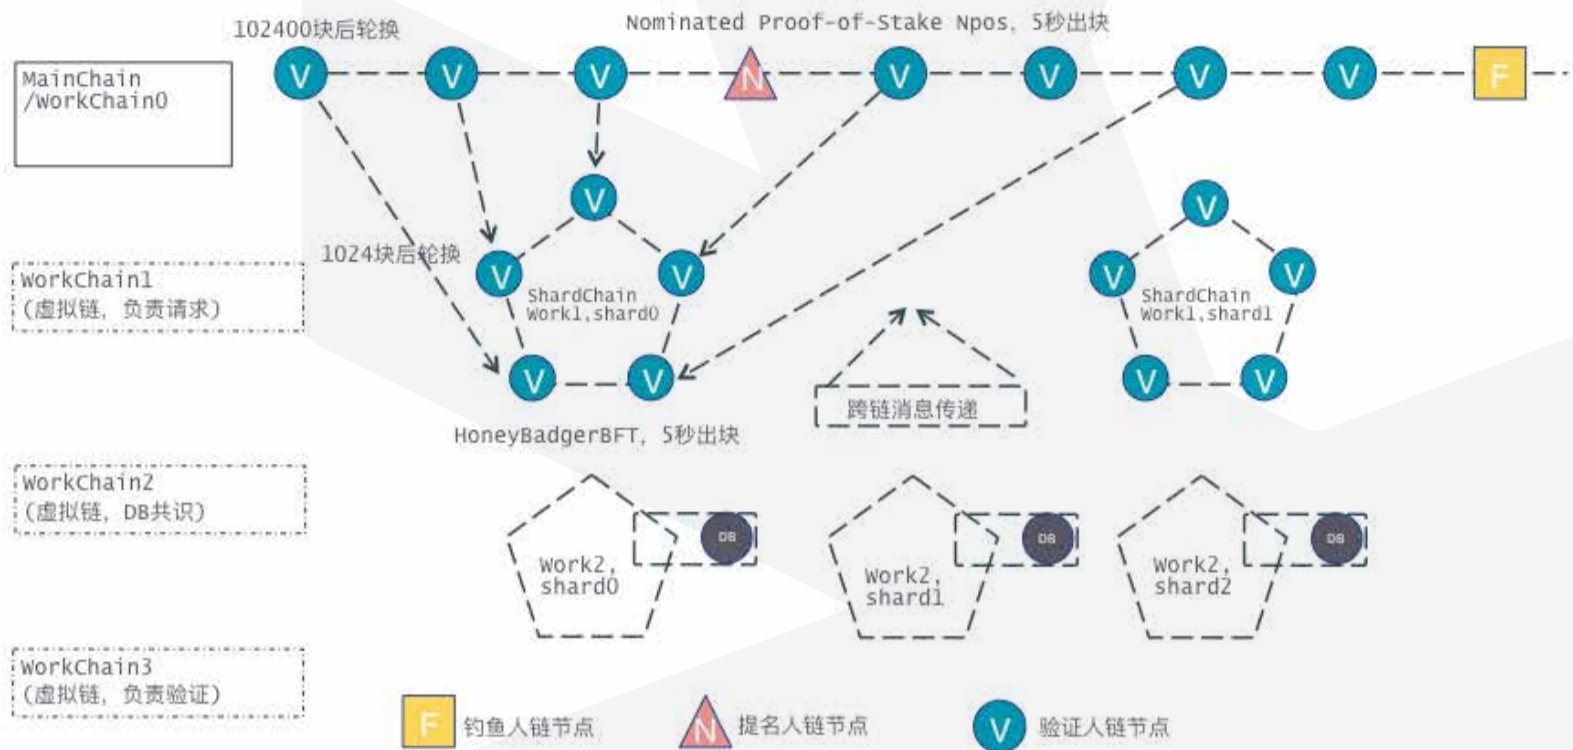 102400块后轮换
Nominated Proof-of-Stake Npos, 5秒出块
MainChain
/WorkChain0
V
V
V
N
V
V
V
V
F
V
V
1024块后轮换
V
V
V
V
WorkChain1
(虚拟链, 负责请求)
ShardChain
Work1,shard0
ShardChain
Work1,shard1
V
V
V
V
跨链消息传递
HoneyBadgerBFT, 5秒出块
WorkChain2
(虚拟链, DB共识)
DB
DB
DB
Work2,
shard0
Work2,
shard1
Work2,
shard2
WorkChain3
(虚拟链, 负责验证)
F 钓鱼人链节点
N 提名人链节点
V 验证人链节点